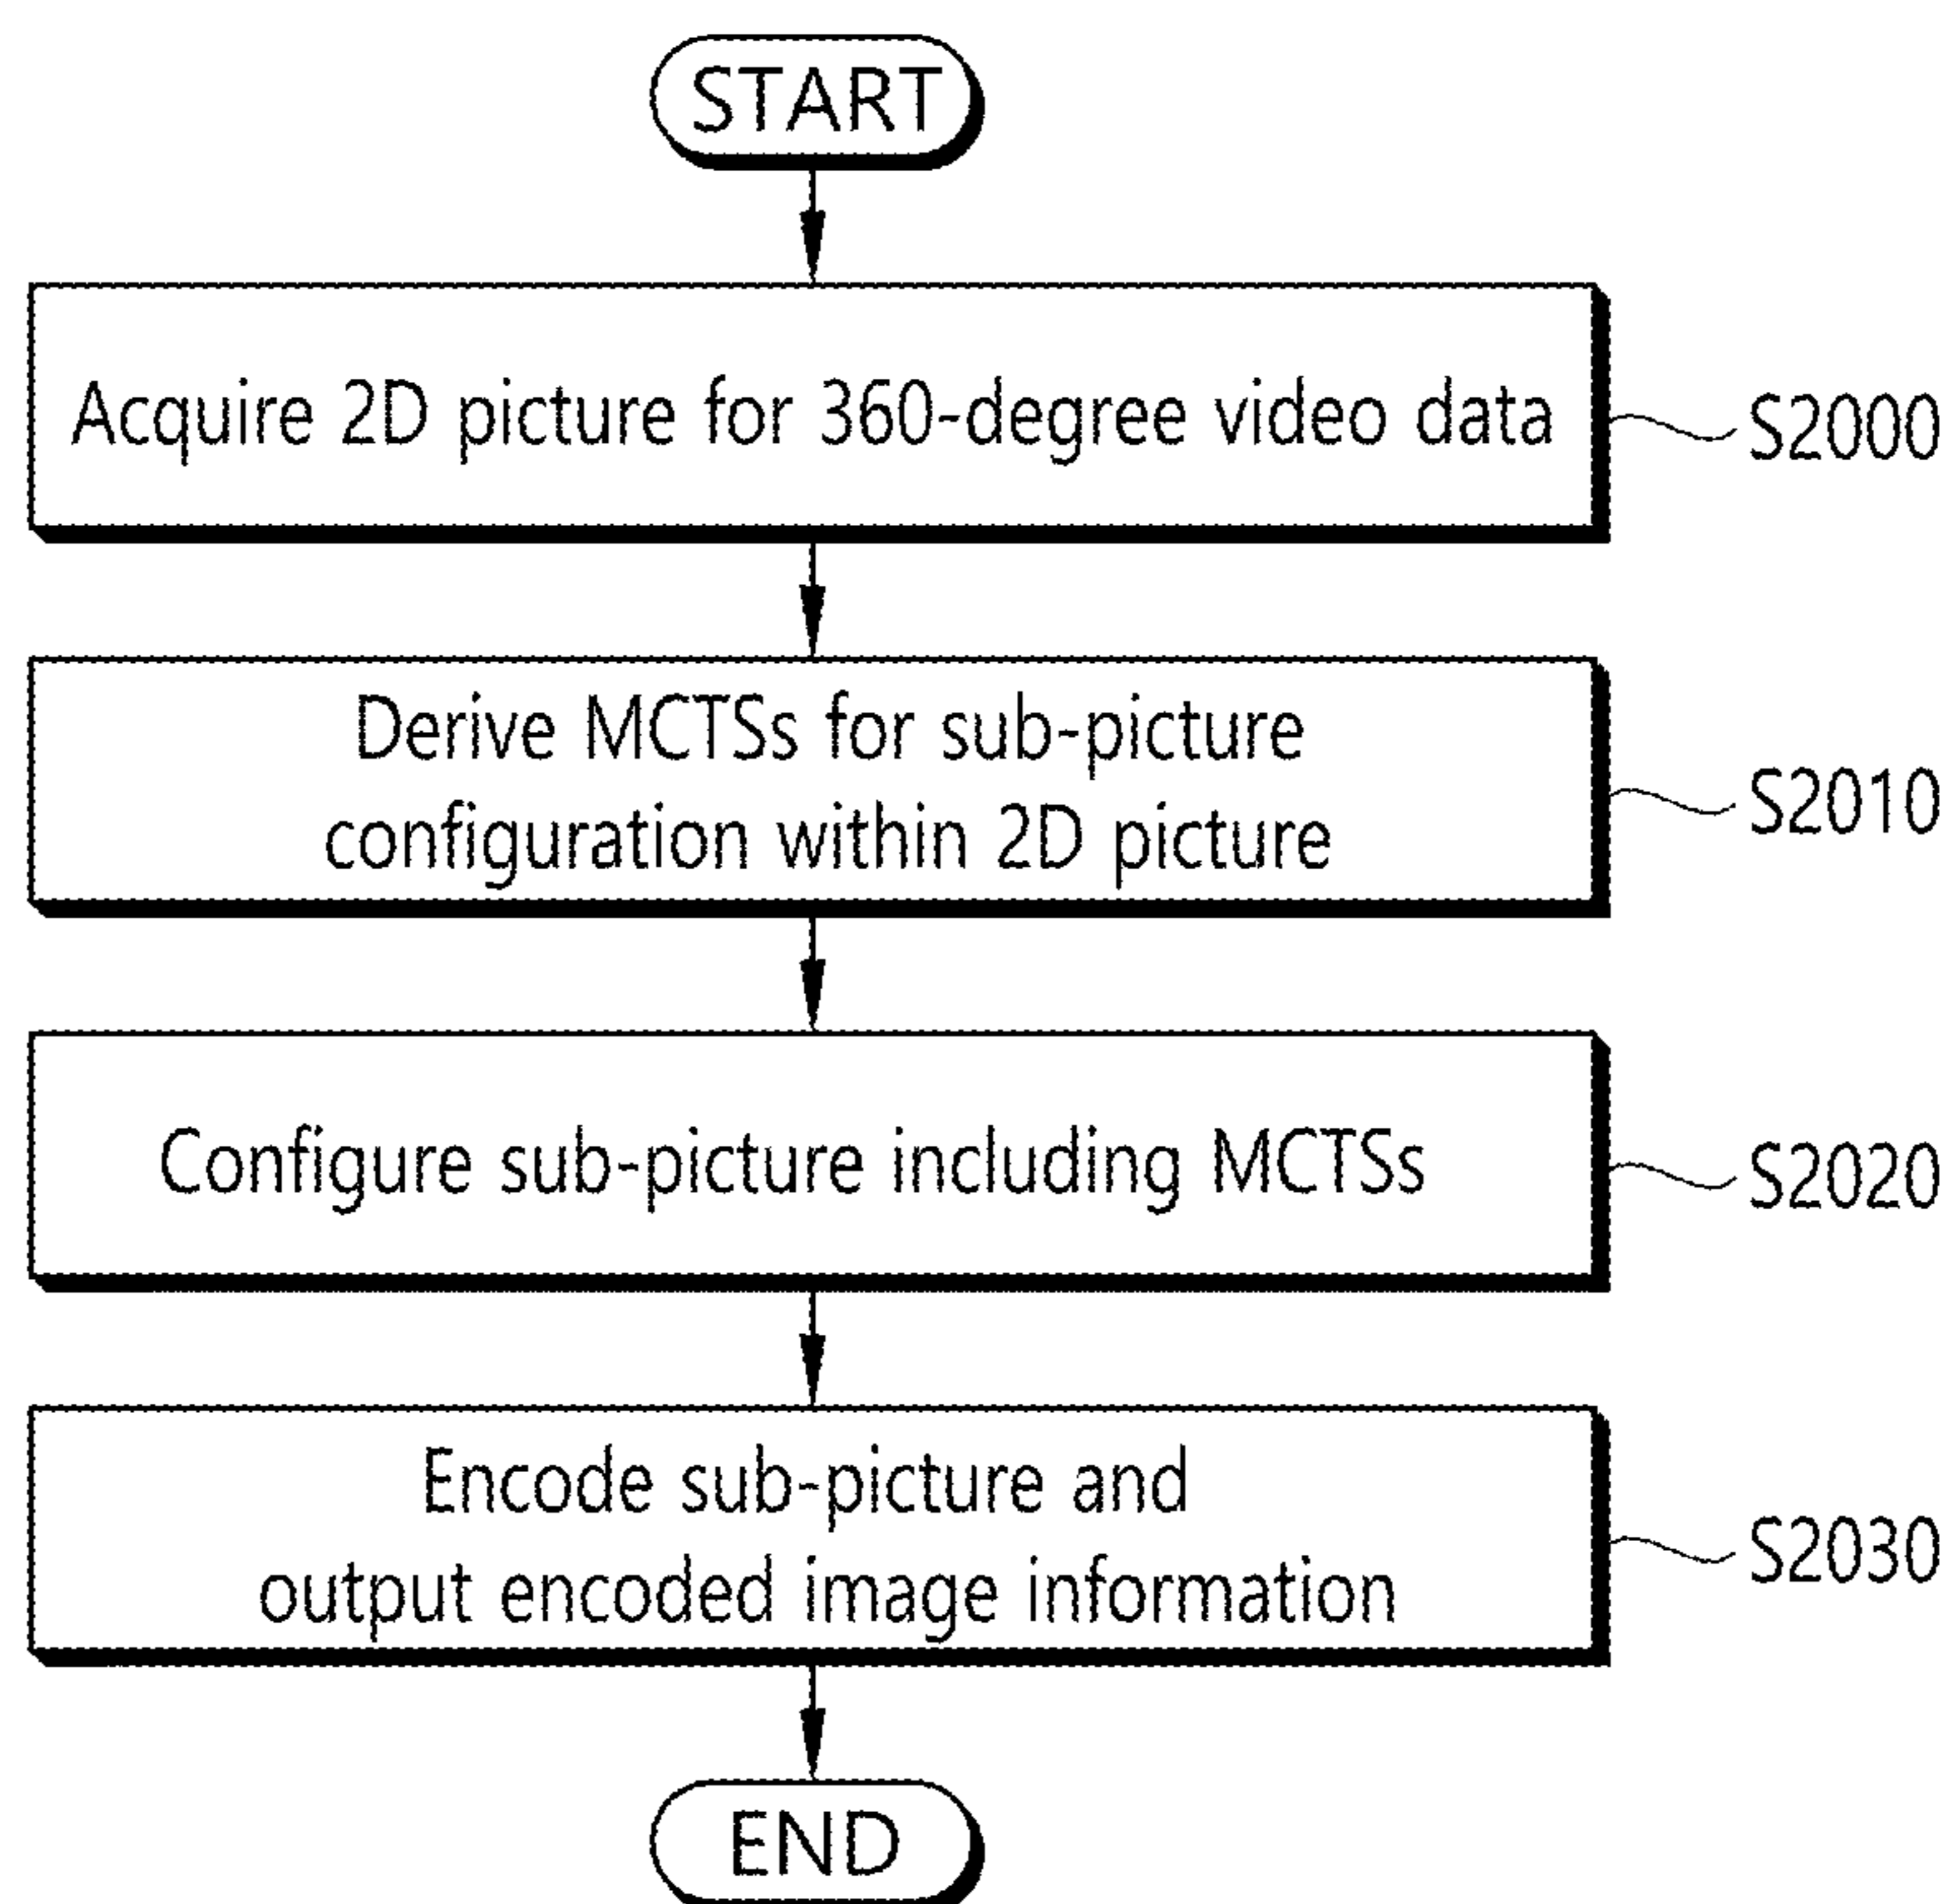 START
Acquire 2D picture for 360-degree video data
S2000
Derive MCTSs for sub-picture
configuration within 2D picture
S2010
Configure sub-picture including MCTSs
S2020
Encode sub-picture and
output encoded image information
S2030
END